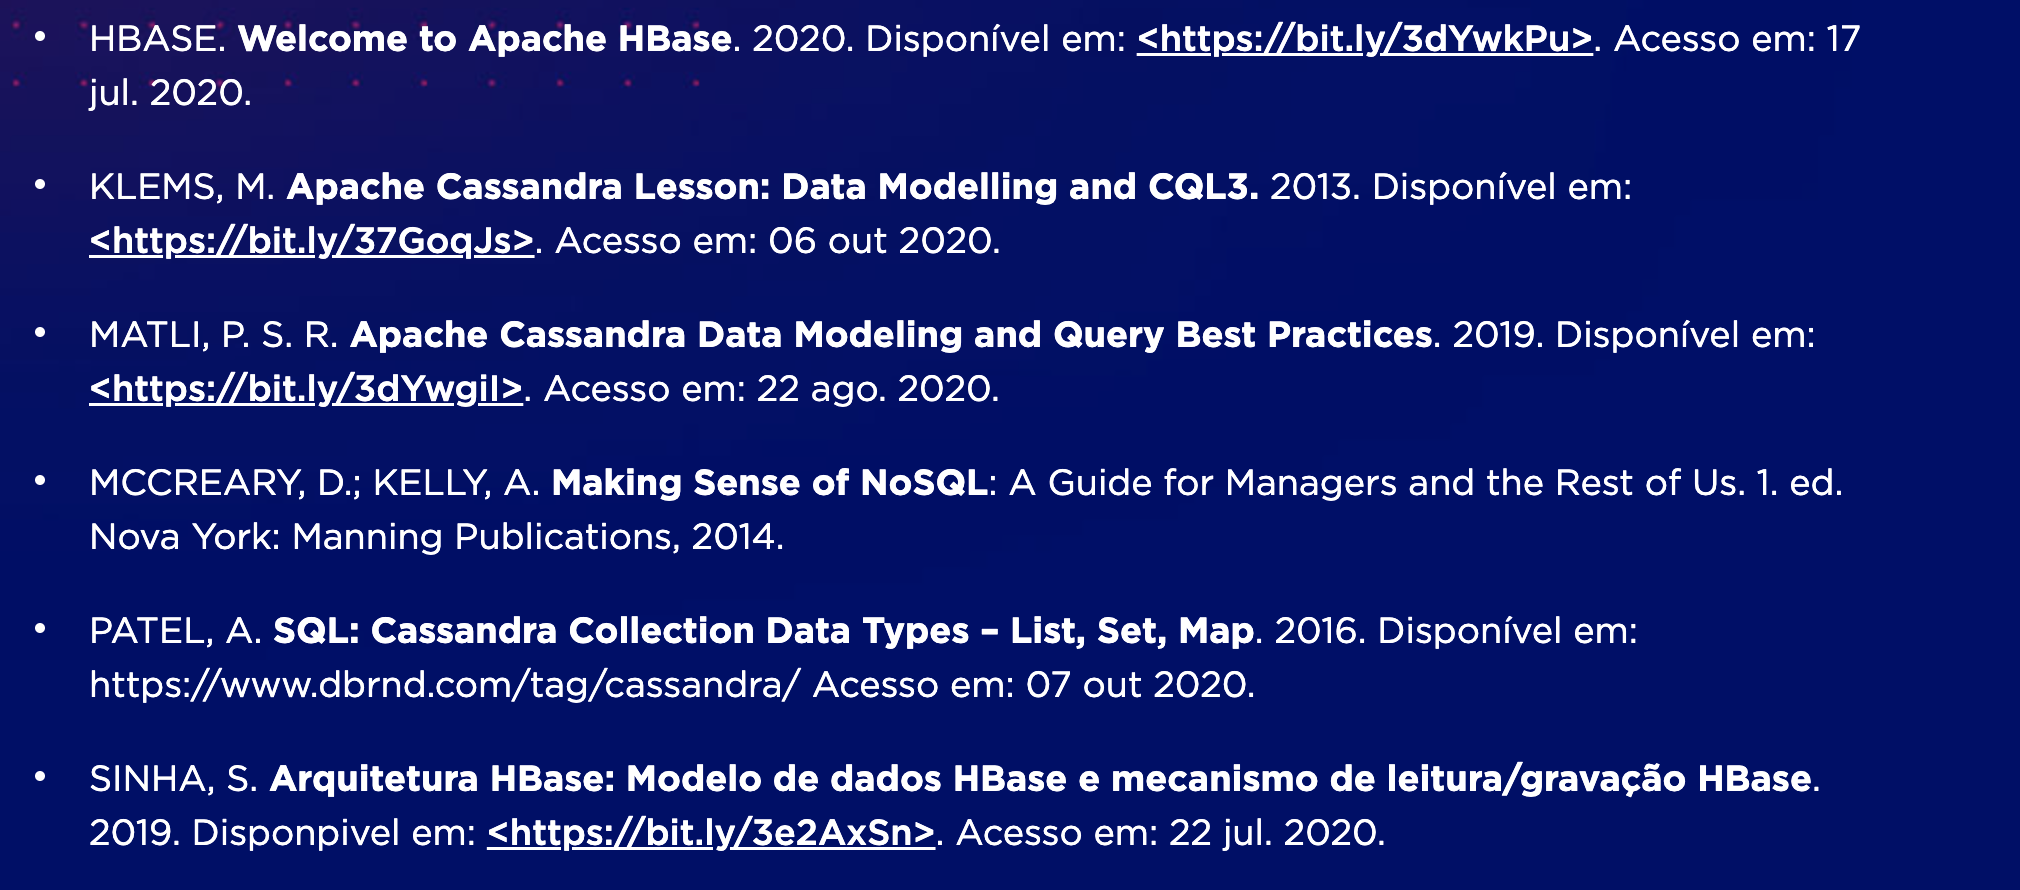 • HBASE. Welcome to Apache HBase. 2020. Disponível em: <https://bit.ly/3dYwkPu>. Acesso em: 17
jul. 2020.
• KLEMS, M. Apache Cassandra Lesson: Data Modelling and CQL3. 2013. Disponível em:
<https://bit.ly/37GoqJs>. Acesso em: 06 out 2020.
• MATLI, P. S. R. Apache Cassandra Data Modeling and Query Best Practices. 2019. Disponível em:
<https://bit.ly/3dYwgiI>. Acesso em: 22 ago. 2020.
• MCCREARY, D.; KELLY, A. Making Sense of NoSQL: A Guide for Managers and the Rest of Us. 1. ed.
Nova York: Manning Publications, 2014.
• PATEL, A. SQL: Cassandra Collection Data Types – List, Set, Map. 2016. Disponível em:
https://www.dbrnd.com/tag/cassandra/ Acesso em: 07 out 2020.
• SINHA, S. Arquitetura HBase: Modelo de dados HBase e mecanismo de leitura/gravação HBase.
2019. Disponpivel em: <https://bit.ly/3e2AxSn>. Acesso em: 22 jul. 2020.